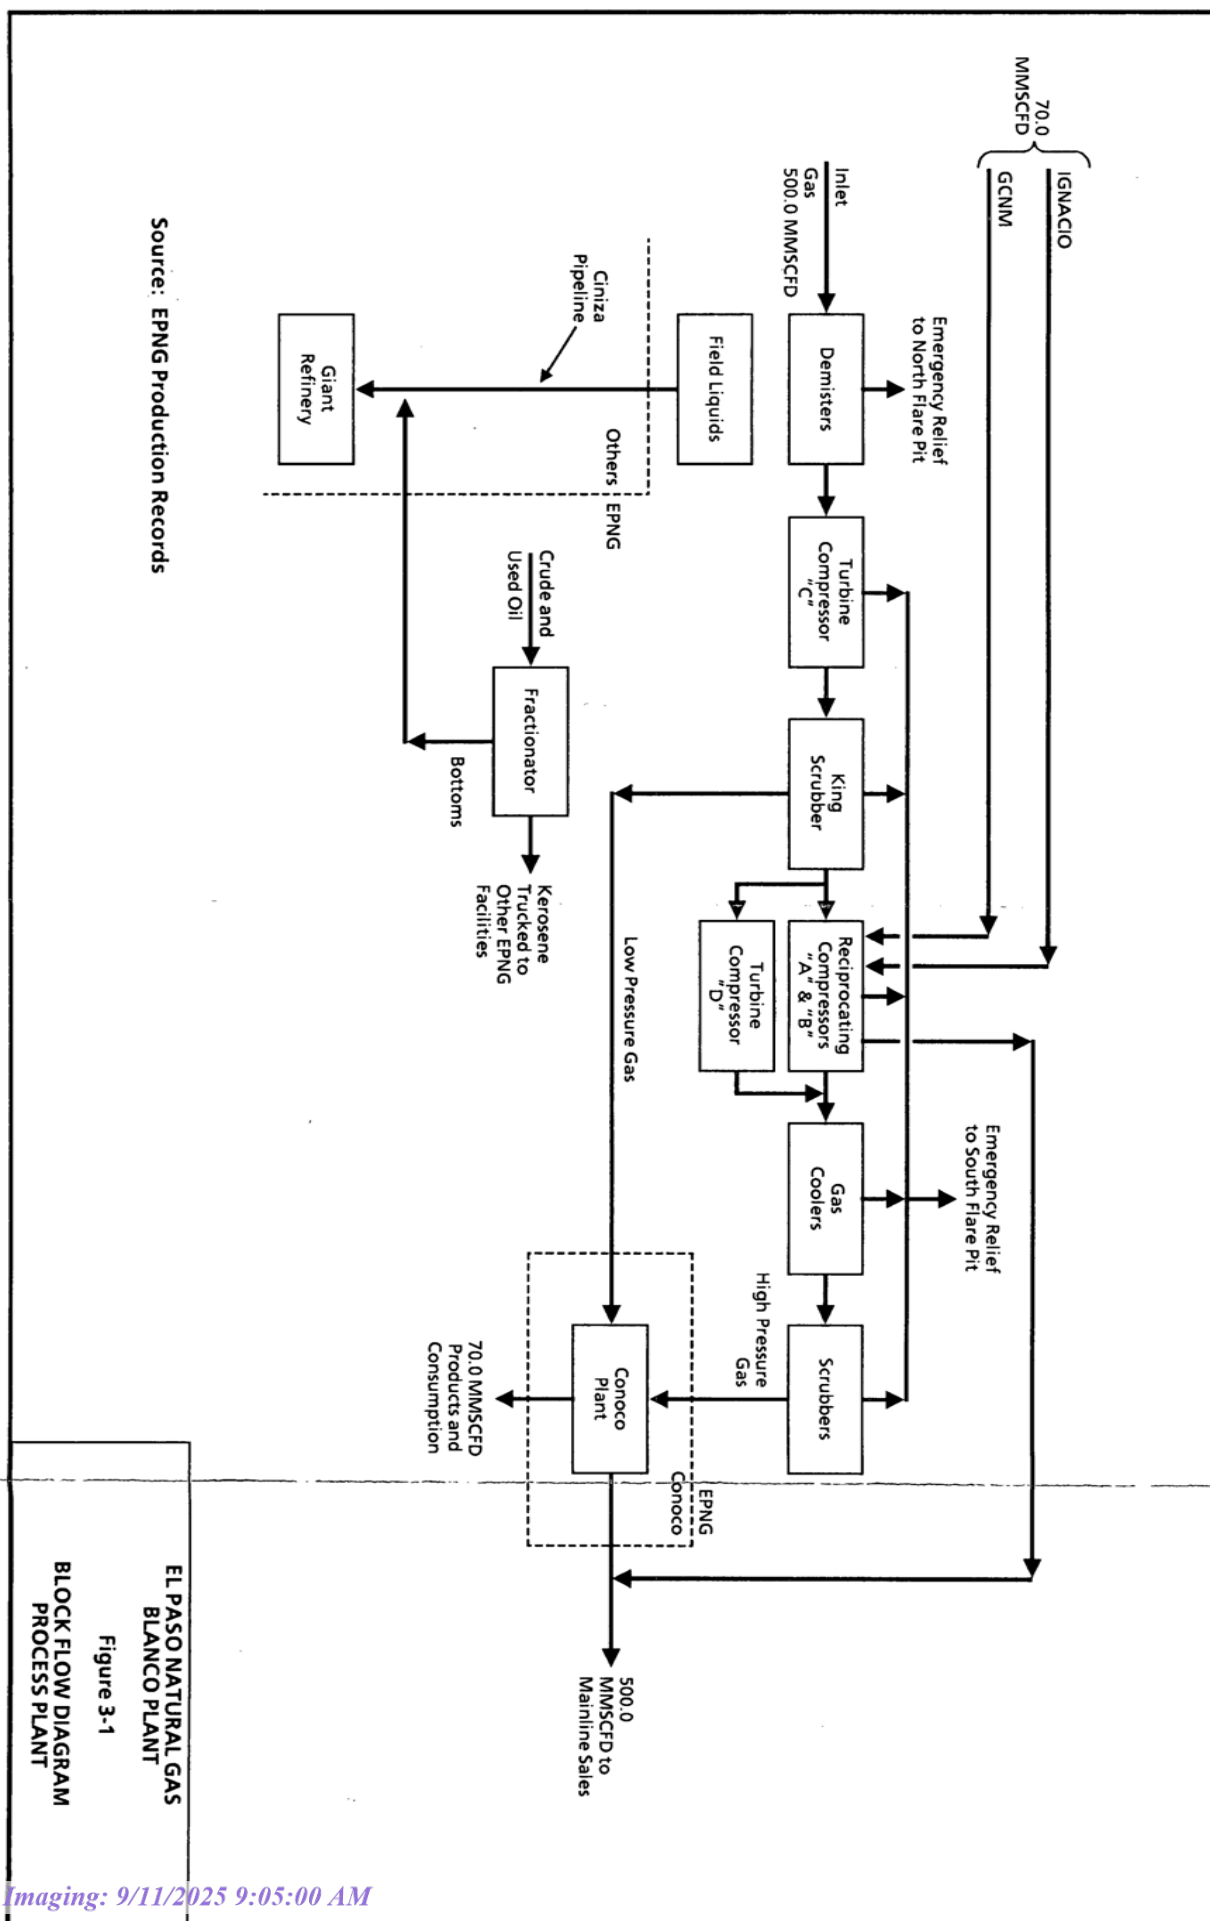 70.0
MMSCFD
IGNACIO
GCNM
Inlet
Gas
500.0 MMSCFD
Emergency Relief
to North Flare Pit
Demisters
Turbine
Compressor
"C"
King
Scrubber
Reciprocating
Compressors
"A" & "B"
Turbine
Compressor
"D"
Gas
Coolers
Emergency Relief
to South Flare Pit
Scrubbers
High Pressure
Gas
Low Pressure Gas
Field Liquids
Ciniza
Pipeline
Giant
Refinery
Others
EPNG
Crude and
Used Oil
Fractionator
Bottoms
Kerosene
Trucked to
Other EPNG
Facilities
Conoco
Plant
EPNG
Conoco
70.0 MMSCFD
Products and
Consumption
500.0
MMSCFD to
Mainline Sales
Source: EPNG Production Records
EL PASO NATURAL GAS
BLANCO PLANT
Figure 3-1
BLOCK FLOW DIAGRAM
PROCESS PLANT
Imaging: 9/11/2025 9:05:00 AM